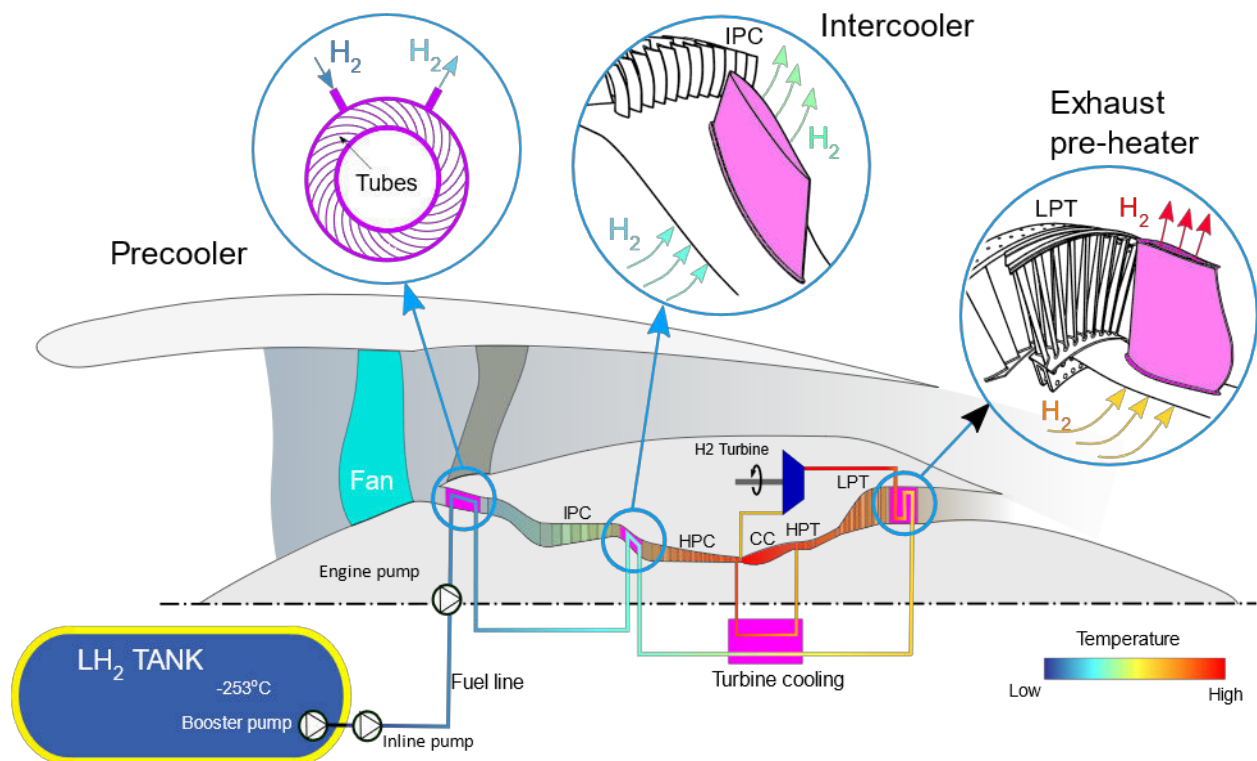 H2
H2
Tubes
Precooler
IPC
Intercooler
H2
H2
Exhaust
pre-heater
LPT
H2
H2
Fan
IPC
HPC
H2 Turbine
CC
HPT
LPT
Engine pump
LH2 TANK
-253°C
Booster pump
Inline pump
Fuel line
Turbine cooling
Temperature
Low
High